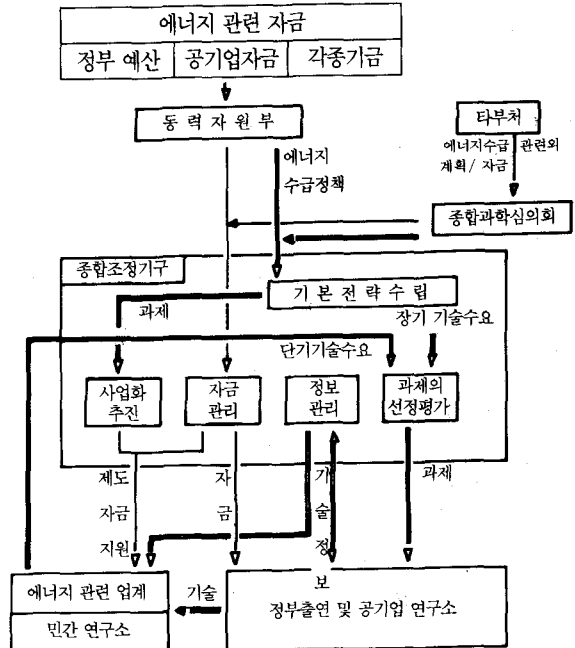 에너지 관련 자금
정부 예산 공기업자금 각종기금
동력자원부
타부처
에너지
수급정책
에너지수급 관련외
계획/ 자금
종합과학심의회
종합조정기구
기본전략수립
과제
장기 기술수요
단기기술수요
사업화
추진
자금
관리
정보
관리
과제의
선정평가
제도
자금
지원
자
금
기
술
정
보
과제
에너지 관련 업계
민간 연구소
기술
정부출연 및 공기업 연구소